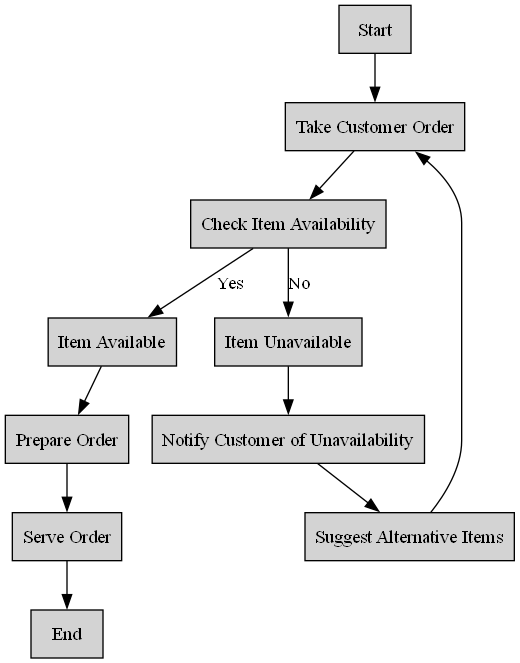 Start
Take Customer Order
Check Item Availability
Yes
No
Item Available
Item Unavailable
Prepare Order
Notify Customer of Unavailability
Serve Order
Suggest Alternative Items
End